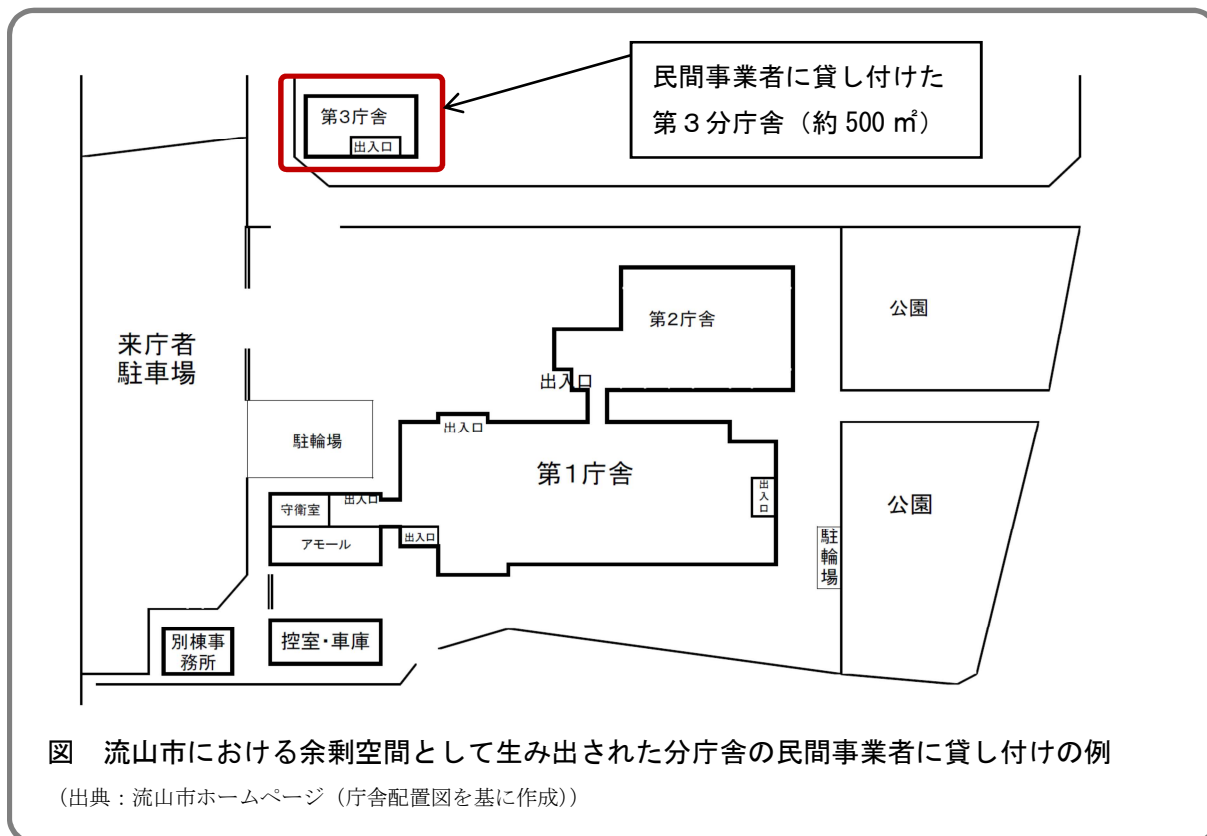 民間事業者に貸し付けた
第３分庁舎（約 500 ㎡）
第３庁舎
出入口
第２庁舎
公園
来庁者
駐車場
出入口
出入口
駐輪場
第１庁舎
出入口
公園
守衛室
出入口
アモール
出入口
駐輪場
別棟事
務所
控室・車庫
図　流山市における余剰空間として生み出された分庁舎の民間事業者に貸し付けの例
（出典：流山市ホームページ（庁舎配置図を基に作成））